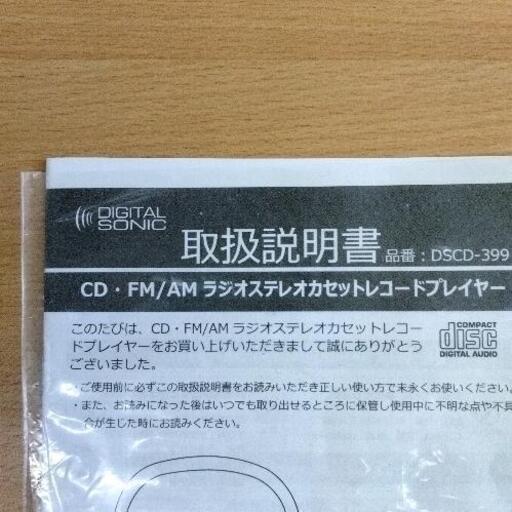 DIGITAL
SONIC
取扱説明書 品番：DSCD-399
CD・FM/AM ラジオステレオカセットレコードプレイヤー
このたびは、CD・FM/AM ラジオステレオカセットレコー
ドプレイヤーをお買い上げいただきまして誠にありがとう
ございました。
COMPACT
disc
DIGITAL AUDIO
・ご使用前に必ずこの取扱説明書をお読みいただき正しい使い方で末永くお使いください。
・また、お読みになった後はいつでも取り出せるところに保管し使用中に不明な点や不具
合が生じた時にお読みください。